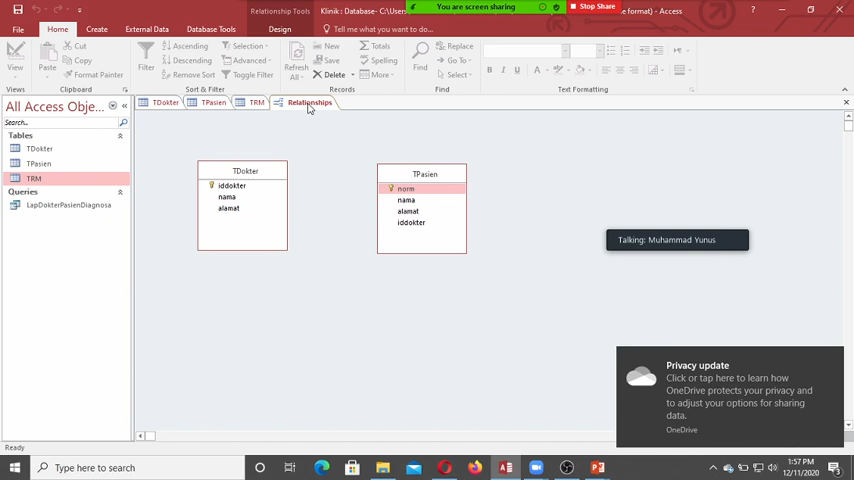 Relationship Tools
Klinik : Database- C:\Users
You are screen sharing
Stop Share
e format) - Access
File
Home
Create
External Data
Database Tools
Design
Tell me what you want to do...
View
Paste
Cut
Copy
Format Painter
Filter
Ascending
Descending
Remove Sort
Selection
Advanced
Toggle Filter
Refresh
All
New
Save
Delete
Totals
Spelling
More
Find
Replace
Go To
Select
B I U A
Views
Clipboard
Sort & Filter
Records
Find
Text Formatting
All Access Obje...
Search...
Tables
TDokter
TPasien
TRM
Queries
LapDokterPasienDiagnosa
TDokter
TPasien
TRM
Relationships
TDokter
iddokter
nama
alamat
TPasien
norm
nama
alamat
iddokter
Talking: Muhammad Yunus
Privacy update
Click or tap here to learn how
OneDrive protects your privacy and
to adjust your options for sharing
data.
OneDrive
Ready
Type here to search
1:57 PM
12/11/2020
3